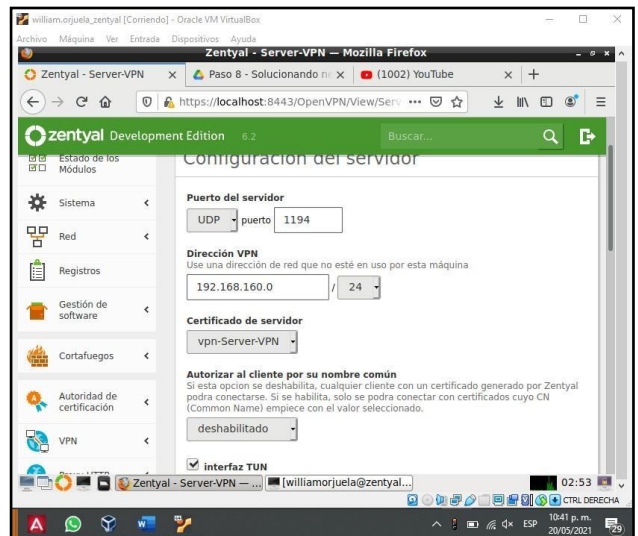 william.orjuela_zentyal [Corriendo] - Oracle VM VirtualBox
Archivo Máquina Ver Entrada Dispositivos Ayuda
Zentyal - Server-VPN — Mozilla Firefox
Zentyal - Server-VPN
Paso 8 - Solucionando
(1002) YouTube
https://localhost:8443/OpenVPN/View/Serv
zentyal Development Edition 6.2
Buscar...
Estado de los
Módulos
Sistema
Red
Registros
Gestión de
software
Cortafuegos
Autoridad de
certificación
VPN
Configuración del servidor
Puerto del servidor
UDP puerto 1194
Dirección VPN
Use una dirección de red que no esté en uso por esta máquina
192.168.160.0 / 24
Certificado de servidor
vpn-Server-VPN
Autorizar al cliente por su nombre común
Si esta opcion se deshabilita, cualquier cliente con un certificado generado por Zentyal
podra conectarse. Si se habilita, solo se podra conectar con certificados cuyo CN
(Common Name) empiece con el valor seleccionado.
deshabilitado
interfaz TUN
Zentyal - Server-VPN — ...
[williamorjuela@zentyal...
02:53
CTRL DERECHA
ESP
10:41 p. m.
20/05/2021
29